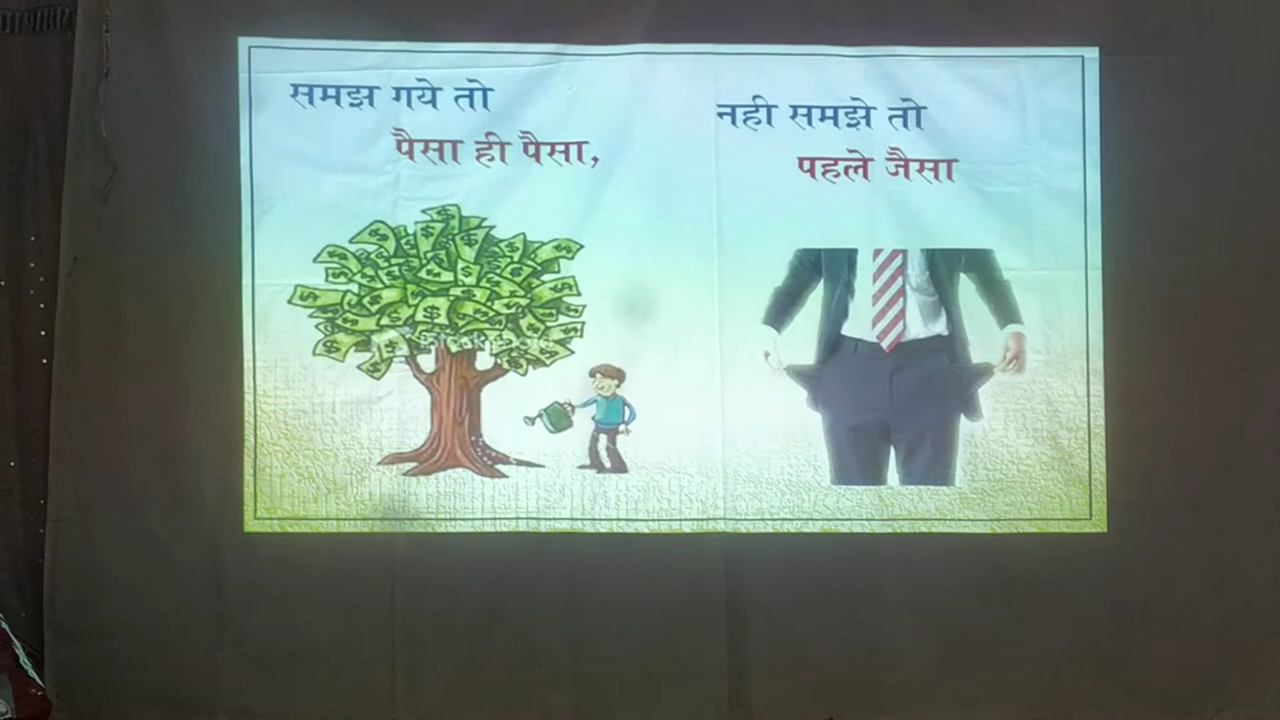 समझ गये तो
पैसा ही पैसा,
नही समझे तो
पहले जैसा